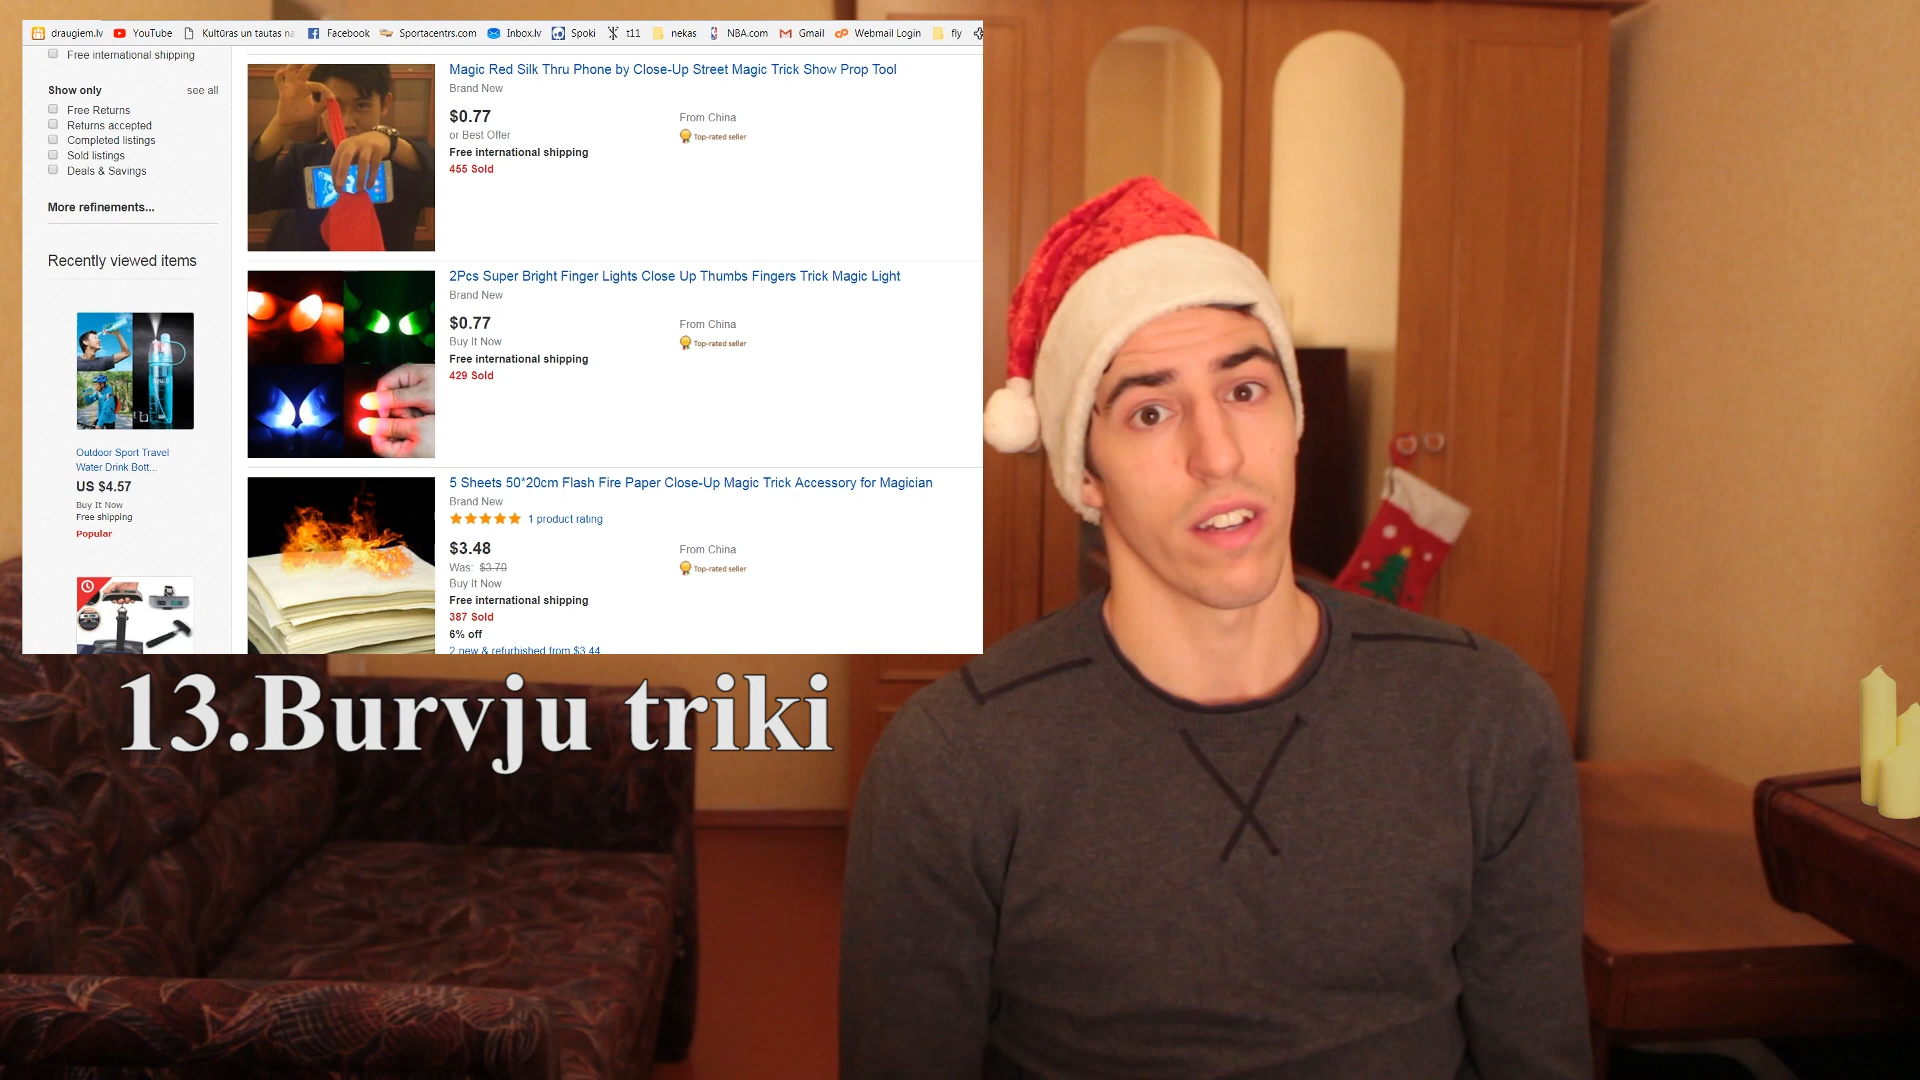 draugiem.lv YouTube Kultūras un tautas na Facebook Sportacentrs.com Inbox.lv Spoki t11 nekas NBA.com Gmail Webmail Login fly
Free international shipping
Show only see all
Free Returns
Returns accepted
Completed listings
Sold listings
Deals & Savings
More refinements...
Recently viewed items
Outdoor Sport Travel
Water Drink Bott...
US $4.57
Buy It Now
Free shipping
Popular
Magic Red Silk Thru Phone by Close-Up Street Magic Trick Show Prop Tool
Brand New
$0.77 From China
or Best Offer Top-rated seller
Free international shipping
455 Sold
2Pcs Super Bright Finger Lights Close Up Thumbs Fingers Trick Magic Light
Brand New
$0.77 From China
Buy It Now Top-rated seller
Free international shipping
429 Sold
5 Sheets 50*20cm Flash Fire Paper Close-Up Magic Trick Accessory for Magician
Brand New
1 product rating
$3.48 From China
Was: $3.70 Top-rated seller
Buy It Now
Free international shipping
387 Sold
6% off
2 new & refurbished from $3.44
13.Burvju triki